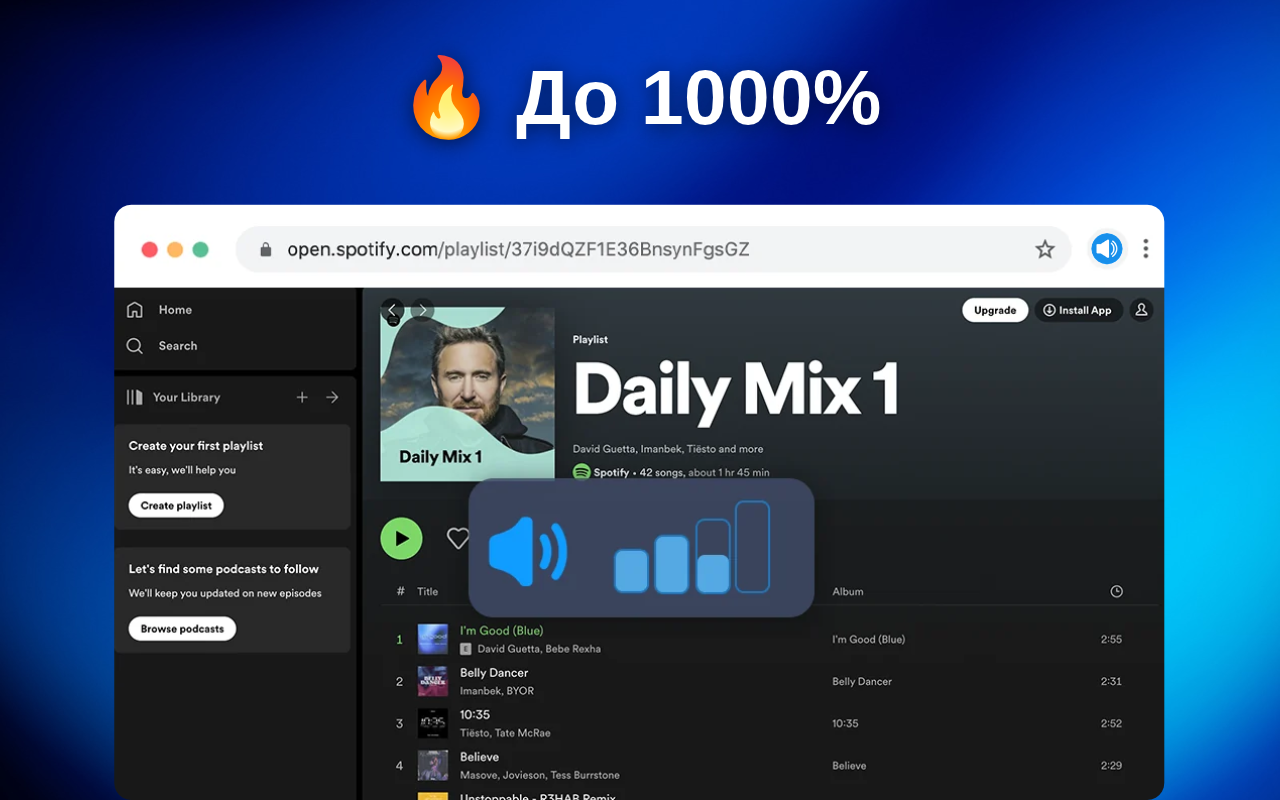 🔥 До 1000%
open.spotify.com/playlist/37i9dQZF1E36BnsynFgsGZ
Home
Search
Your Library
Create your first playlist
It's easy, we'll help you
Create playlist
Let's find some podcasts to follow
We'll keep you updated on new episodes
Browse podcasts
Upgrade
Install App
Daily Mix 1
Playlist
Daily Mix 1
David Guetta, Imanbek, Tiësto and more
Spotify • 42 songs, about 1 hr 45 min
# Title Album
1 I'm Good (Blue) I'm Good (Blue) 2:55
E David Guetta, Bebe Rexha
2 Belly Dancer Belly Dancer 2:31
Imanbek, BYOR
3 10:35 10:35 2:52
Tiësto, Tate McRae
4 Believe Believe 2:29
Masove, Jovieson, Tess Burrstone
Unstoppable - R3HAB Remix